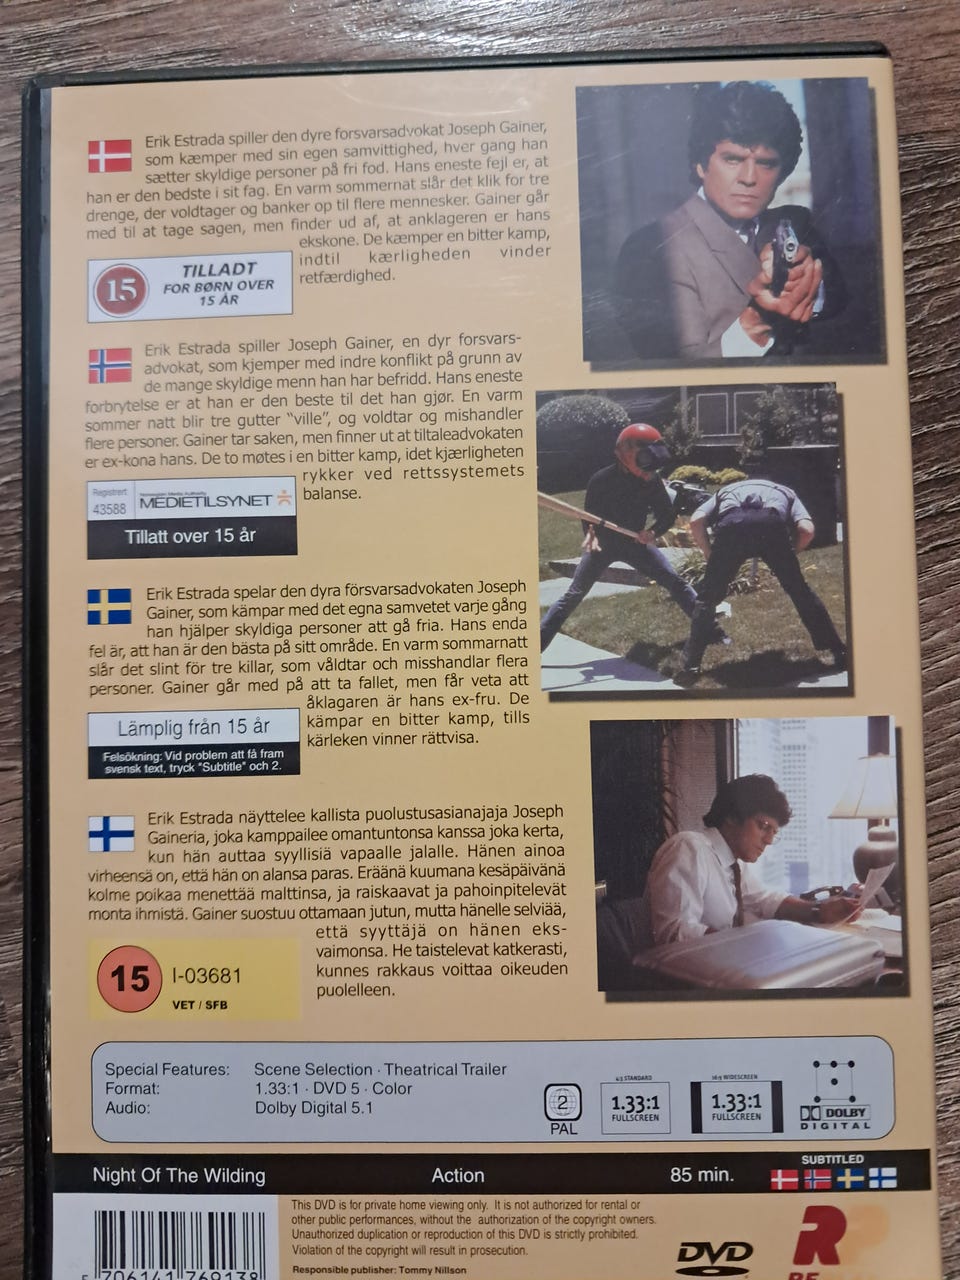 Erik Estrada spiller den dyre forsvarsadvokat Joseph Gainer,
som kæmper med sin egen samvittighed, hver gang han
sætter skyldige personer på fri fod. Hans eneste fejl er, at
han er den bedste i sit fag. En varm sommernat slår det klik for tre
drenge, der voldtager og banker op til flere mennesker. Gainer går
med til at tage sagen, men finder ud af, at anklageren er hans
ekskone. De kæmper en bitter kamp,
indtil kærligheden vinder
retfærdighed.
15
TILLADT
FOR BØRN OVER
15 ÅR
Erik Estrada spiller Joseph Gainer, en dyr forsvars-
advokat, som kjemper med indre konflikt på grunn av
de mange skyldige menn han har befridd. Hans eneste
forbrytelse er at han er den beste til det han gjør. En varm
sommer natt blir tre gutter "ville", og voldtar og mishandler
flere personer. Gainer tar saken, men finner ut at tiltaleadvokaten
er ex-kona hans. De to møtes i en bitter kamp, idet kjærligheten
rykker ved rettssystemets
balanse.
Registrert
43588
Norwegian Media Authority
MEDIETILSYNET
Tillatt over 15 år
Erik Estrada spelar den dyra försvarsadvokaten Joseph
Gainer, som kämpar med det egna samvetet varje gång
han hjälper skyldiga personer att gå fria. Hans enda
fel är, att han är den bästa på sitt område. En varm sommarnatt
slår det slint för tre killar, som våldtar och misshandlar flera
personer. Gainer går med på att ta fallet, men får veta att
åklagaren är hans ex-fru. De
kämpar en bitter kamp, tills
kärleken vinner rättvisa.
Lämplig från 15 år
Felsökning: Vid problem att få fram
svensk text, tryck "Subtitle" och 2.
Erik Estrada näyttelee kallista puolustusasianajaja Joseph
Gaineria, joka kamppailee omantuntonsa kanssa joka kerta,
kun hän auttaa syyllisiä vapaalle jalalle. Hänen ainoa
virheensä on, että hän on alansa paras. Eräänä kuumana kesäpäivänä
kolme poikaa menettää malttinsa, ja raiskaavat ja pahoinpitelevät
monta ihmistä. Gainer suostuu ottamaan jutun, mutta hänelle selviää,
että syyttäjä on hänen eks-
vaimonsa. He taistelevat katkerasti,
kunnes rakkaus voittaa oikeuden
puolelleen.
15
I-03681
VET / SFB
Special Features: Scene Selection · Theatrical Trailer
Format: 1.33:1 · DVD 5 · Color
Audio: Dolby Digital 5.1
2
PAL
4:3 STANDARD
1.33:1
FULLSCREEN
16:9 WIDESCREEN
1.33:1
FULLSCREEN
DOLBY
DIGITAL
Night Of The Wilding Action 85 min.
SUBTITLED
This DVD is for private home viewing only. It is not authorized for rental or
other public performances, without the authorization of the copyright owners.
Unauthorized duplication or reproduction of this DVD is strictly prohibited.
Violation of the copyright will result in prosecution.
Responsible publisher: Tommy Nillson
5 706141 769138
DVD
R